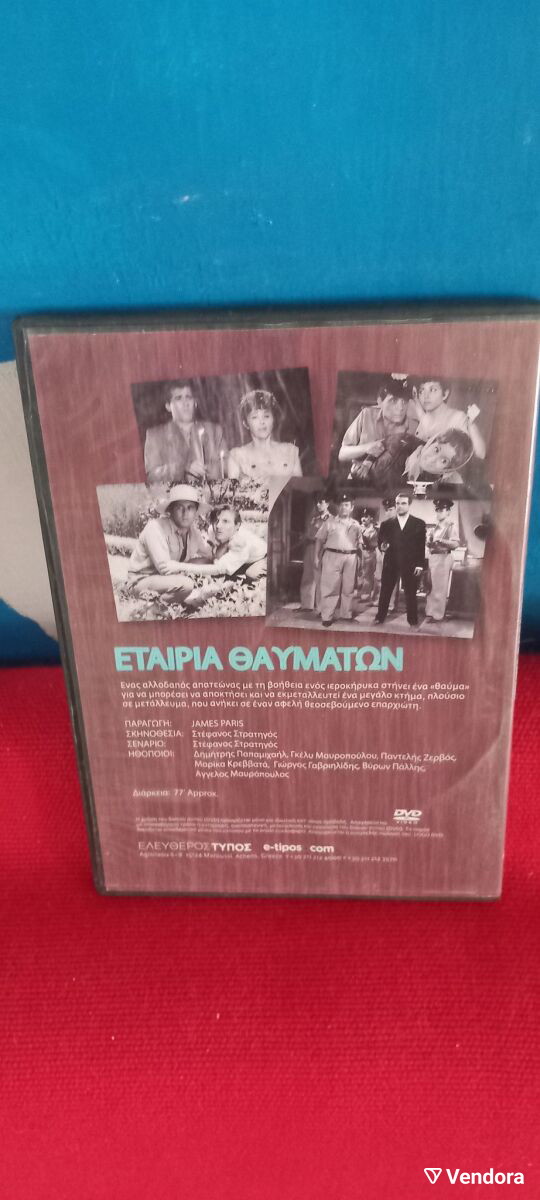 ΕΤΑΙΡΙΑ ΘΑΥΜΑΤΩΝ
Ενας αλλοδαπός απατεώνας με τη βοήθεια ενός ιεροκήρυκα στήνει ένα «θαύμα»
για να μπορέσει να αποκτήσει και να εκμεταλλευτεί ένα μεγάλο κτήμα, πλούσιο
σε μετάλλευμα, που ανήκει σε έναν αφελή θεοσεβούμενο επαρχιώτη.
ΠΑΡΑΓΩΓΗ: JAMES PARIS
ΣΚΗΝΟΘΕΣΙΑ: Στέφανος Στρατηγός
ΣΕΝΑΡΙΟ: Στέφανος Στρατηγός
ΗΘΟΠΟΙΟΙ: Δημήτρης Παπαμιχαήλ, Γκέλυ Μαυροπούλου, Παντελής Ζερβός,
Μαρίκα Κρεββατά, Γιώργος Γαβριηλίδης, Βύρων Πάλλης,
Άγγελος Μαυρόπουλος
Διάρκεια: 77' Approx.
DVD
VIDEO
ΕΛΕΥΘΕΡΟΣ ΤΥΠΟΣ e-tipos com
Vendora